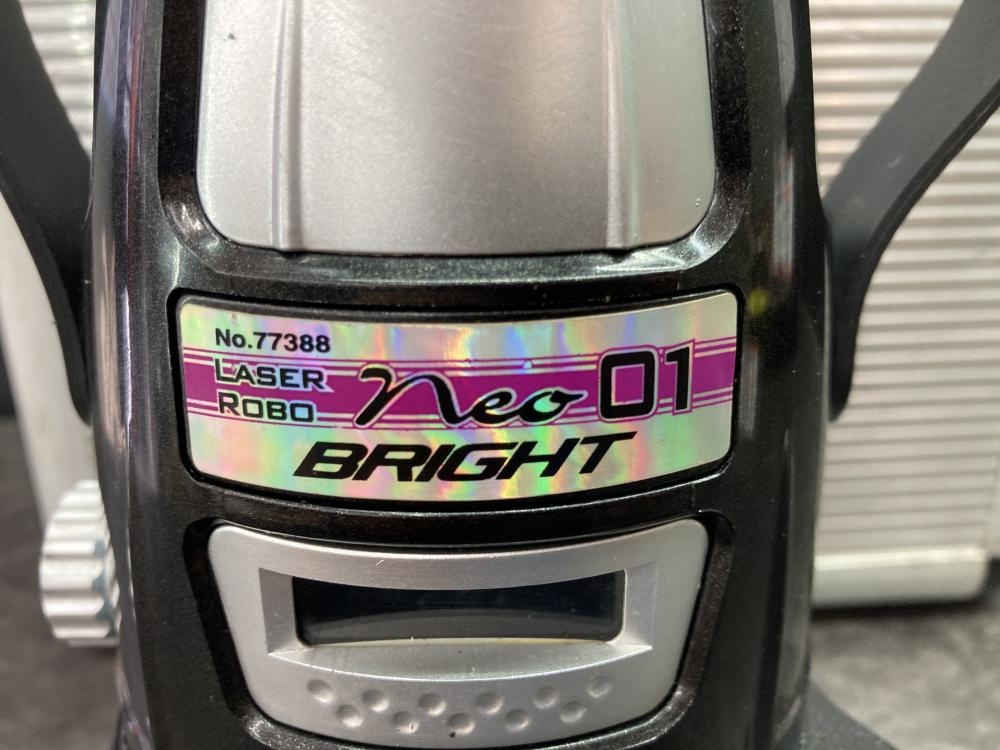 No.77388
LASER
ROBO
Neo 01
BRIGHT